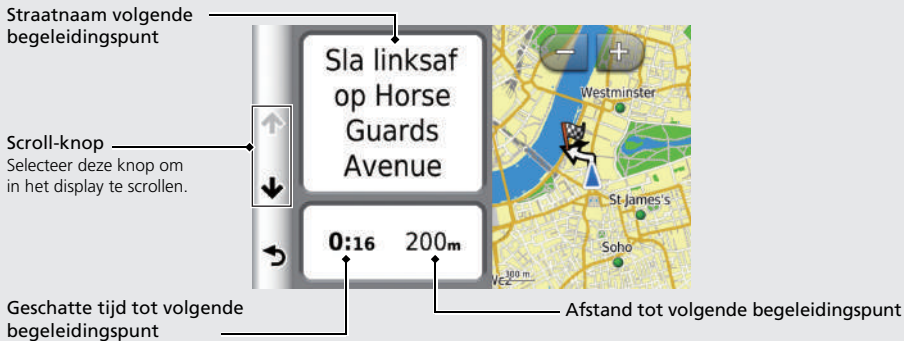 Straatnaam volgende
begeleidingspunt
Sla linksaf
op Horse
Guards
Avenue
Scroll-knop
Selecteer deze knop om
in het display te scrollen.
0:16 200m
Westminster
St James's
Soho
300 m
Geschatte tijd tot volgende
begeleidingspunt
Afstand tot volgende begeleidingspunt